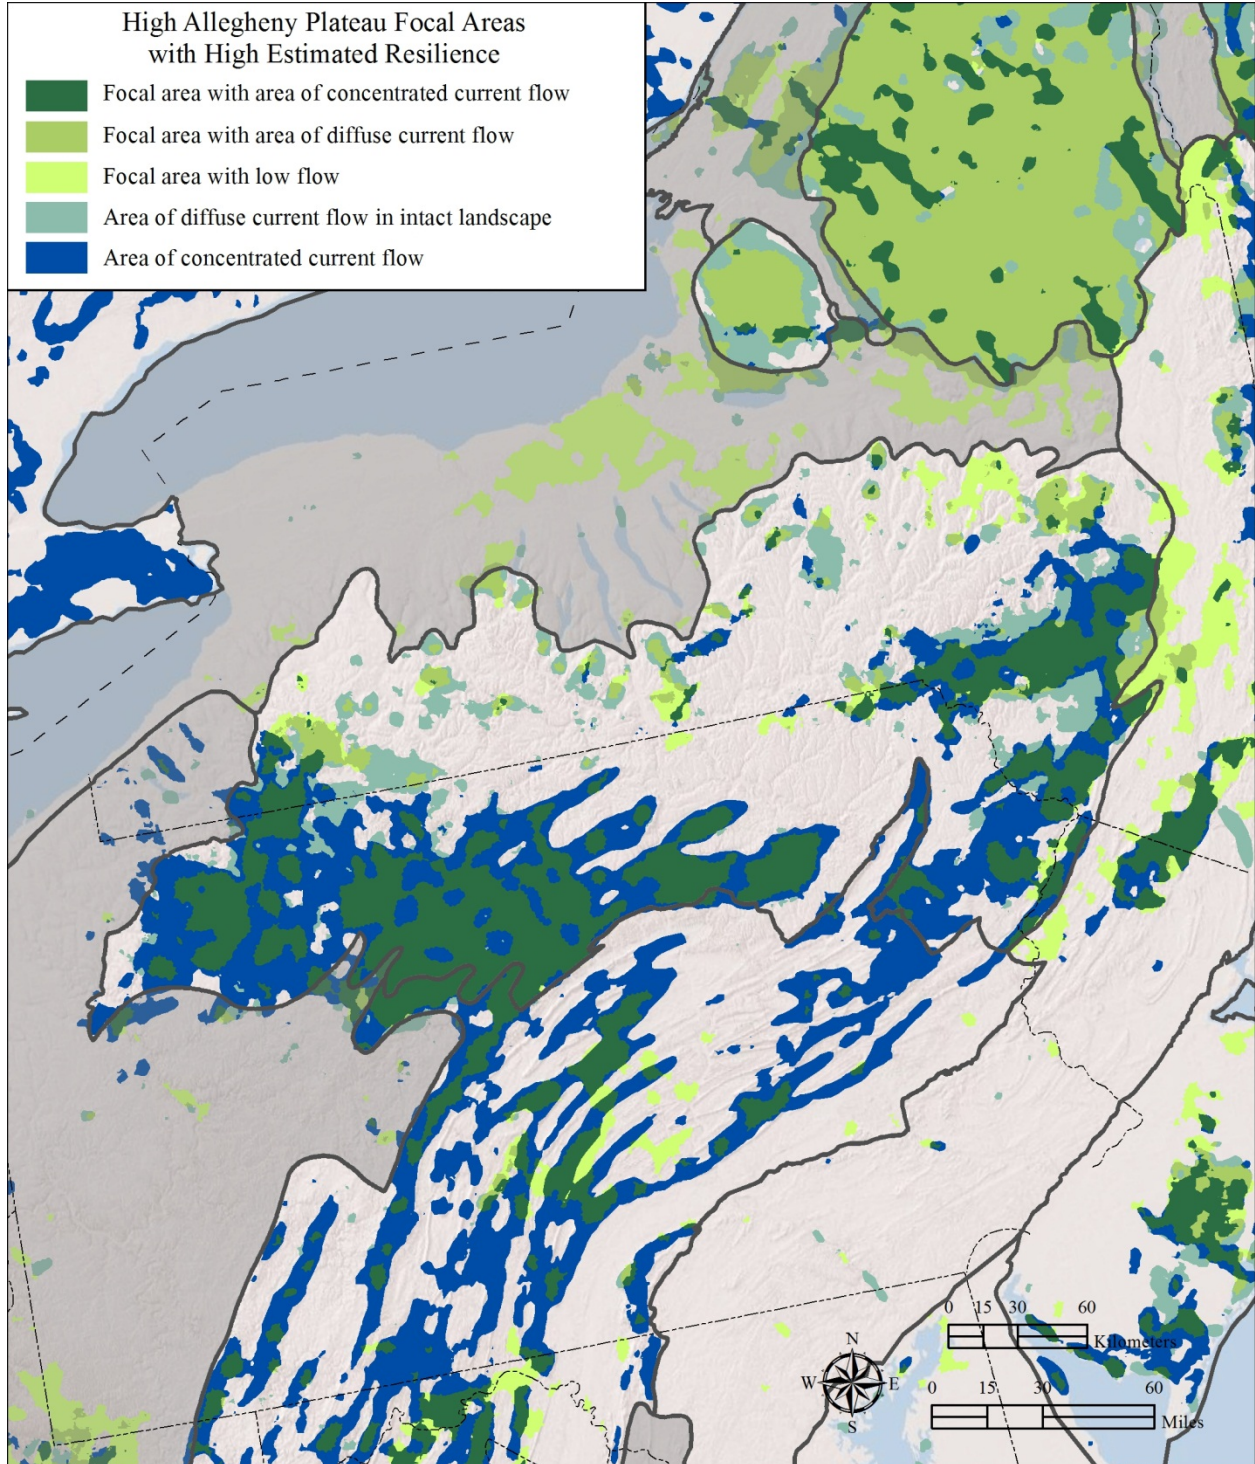 High Allegheny Plateau Focal Areas
with High Estimated Resilience
Focal area with area of concentrated current flow
Focal area with area of diffuse current flow
Focal area with low flow
Area of diffuse current flow in intact landscape
Area of concentrated current flow
0 15 30 60
Kilometers
N
W E
S
0 15 30 60
Miles